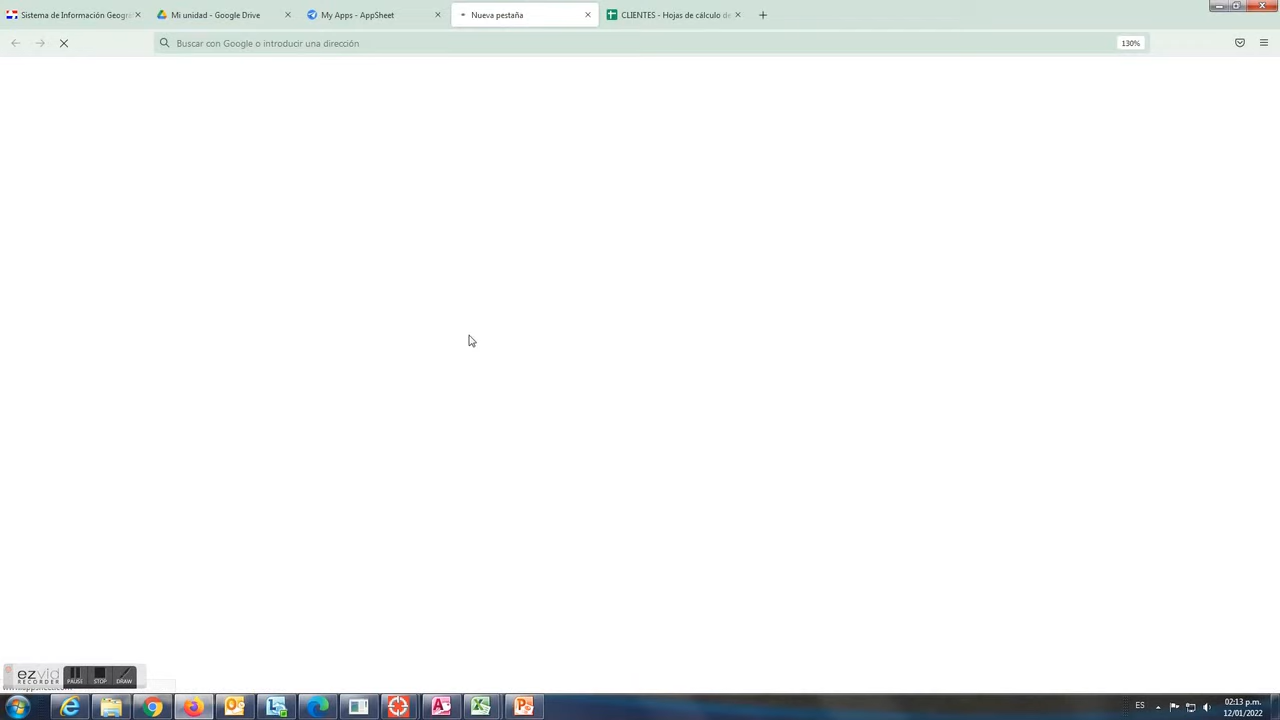 Sistema de Información Geogr
Mi unidad - Google Drive
My Apps - AppSheet
Nueva pestaña
CLIENTES - Hojas de cálculo de
Buscar con Google o introducir una dirección
130%
ezvid
RECORDER
PAUSE
STOP
DRAW
ES
02:13 p.m.
12/01/2022